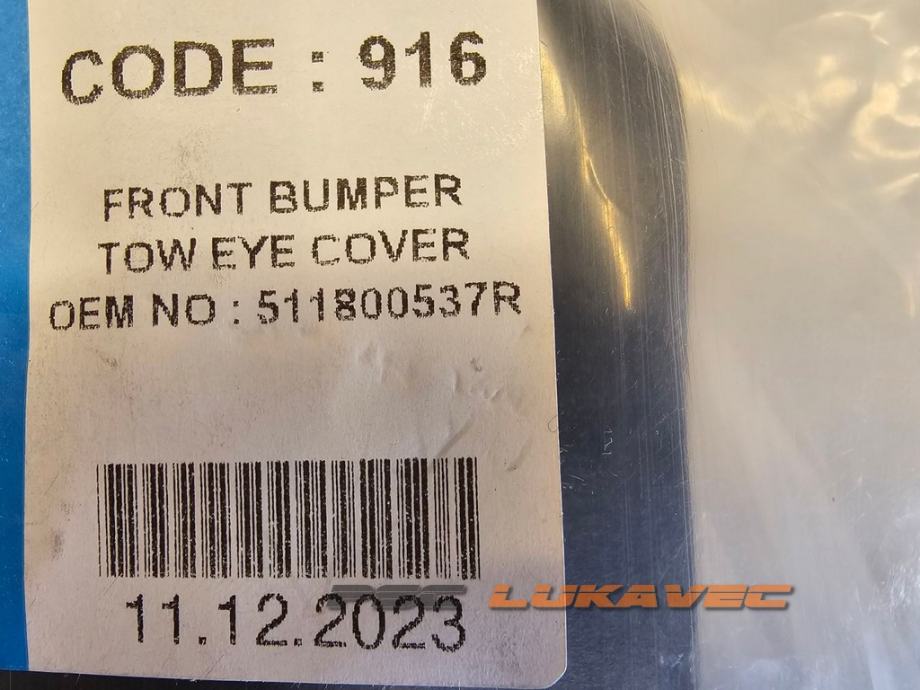 CODE : 916
FRONT BUMPER
TOW EYE COVER
OEM NO : 511800537R
11.12.2023
LUKAVEC